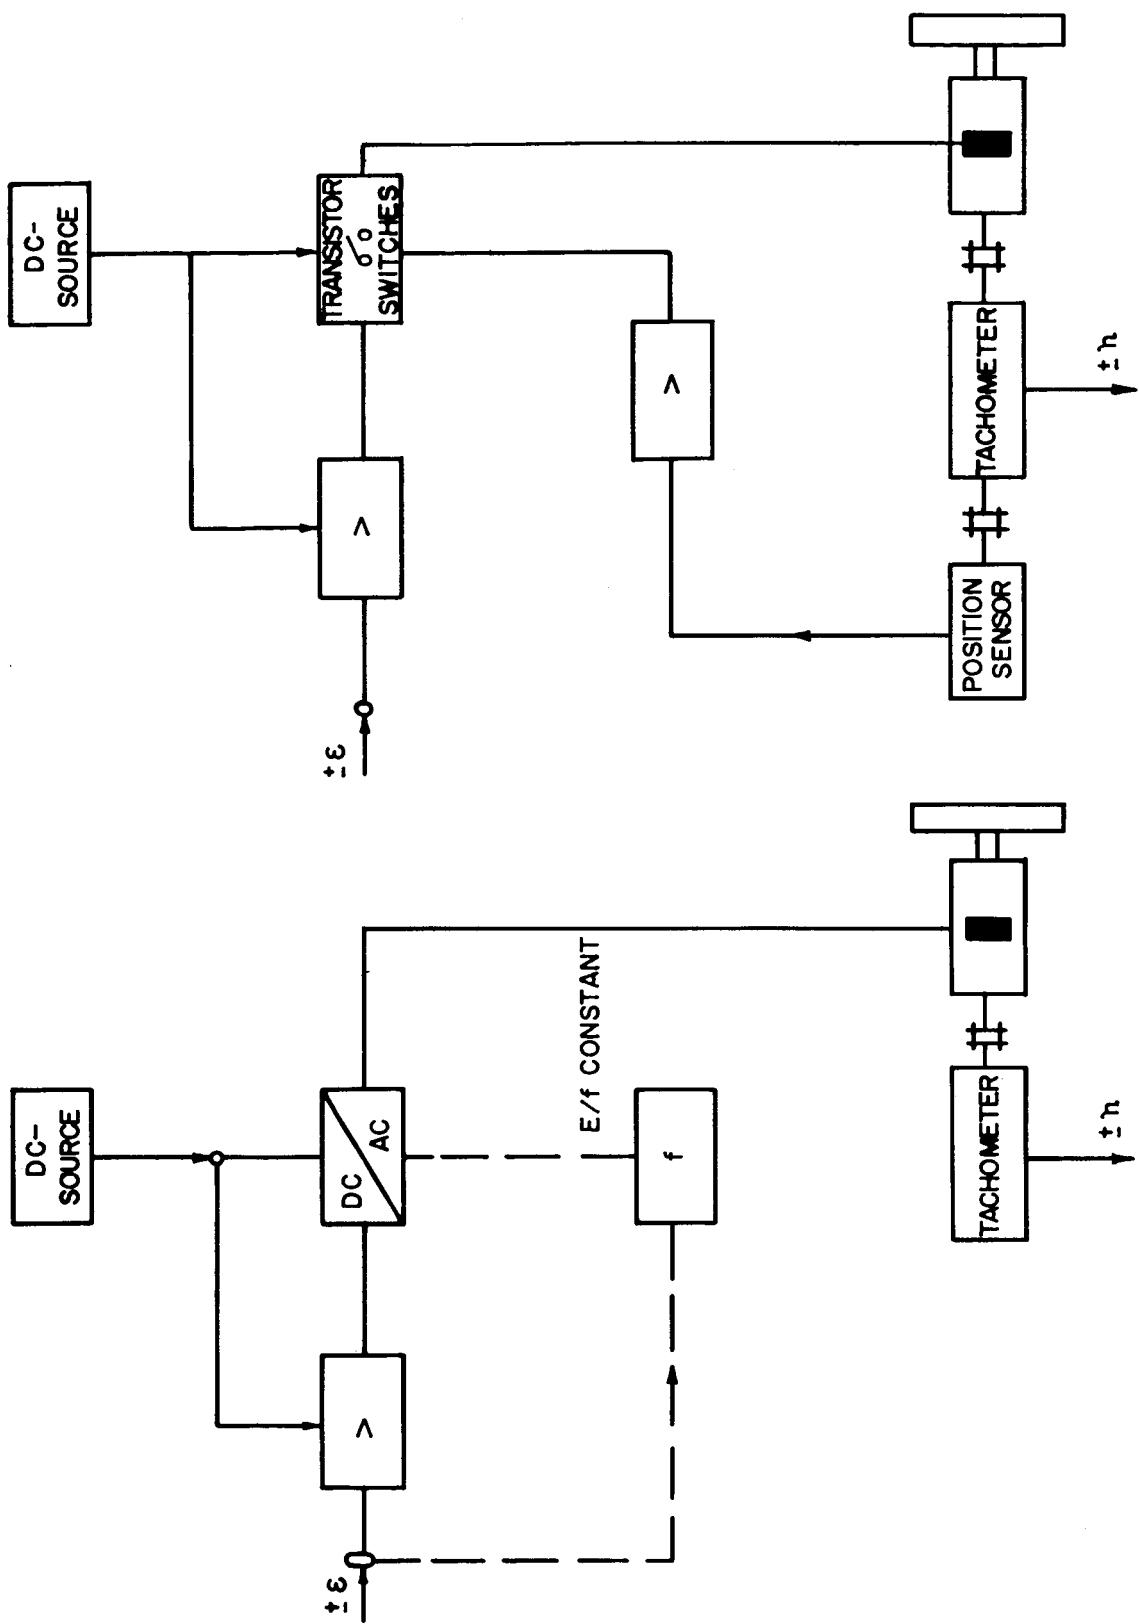 DC-
SOURCE
TRANSISTOR
SWITCHES
>
>
± ε
POSITION
SENSOR
TACHOMETER
± n
DC-
SOURCE
DC
AC
>
± ε
E/f CONSTANT
f
TACHOMETER
± n